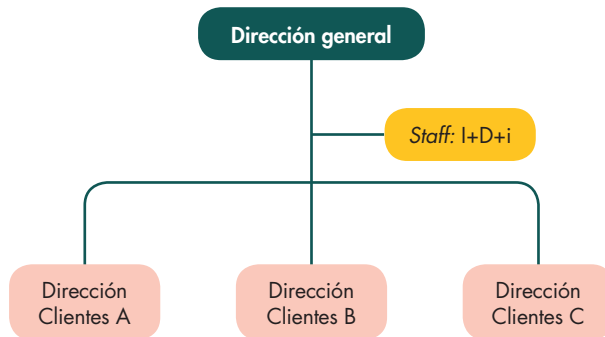 Dirección general
Staff: I+D+i
Dirección
Clientes A
Dirección
Clientes B
Dirección
Clientes C